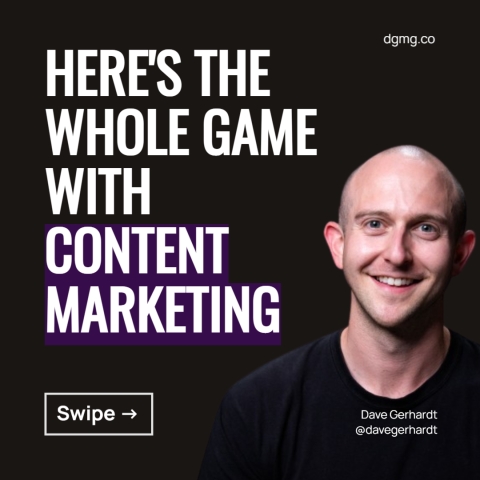 dgmg.co
HERE'S THE
WHOLE GAME
WITH
CONTENT
MARKETING
Swipe →
Dave Gerhardt
@davegerhardt